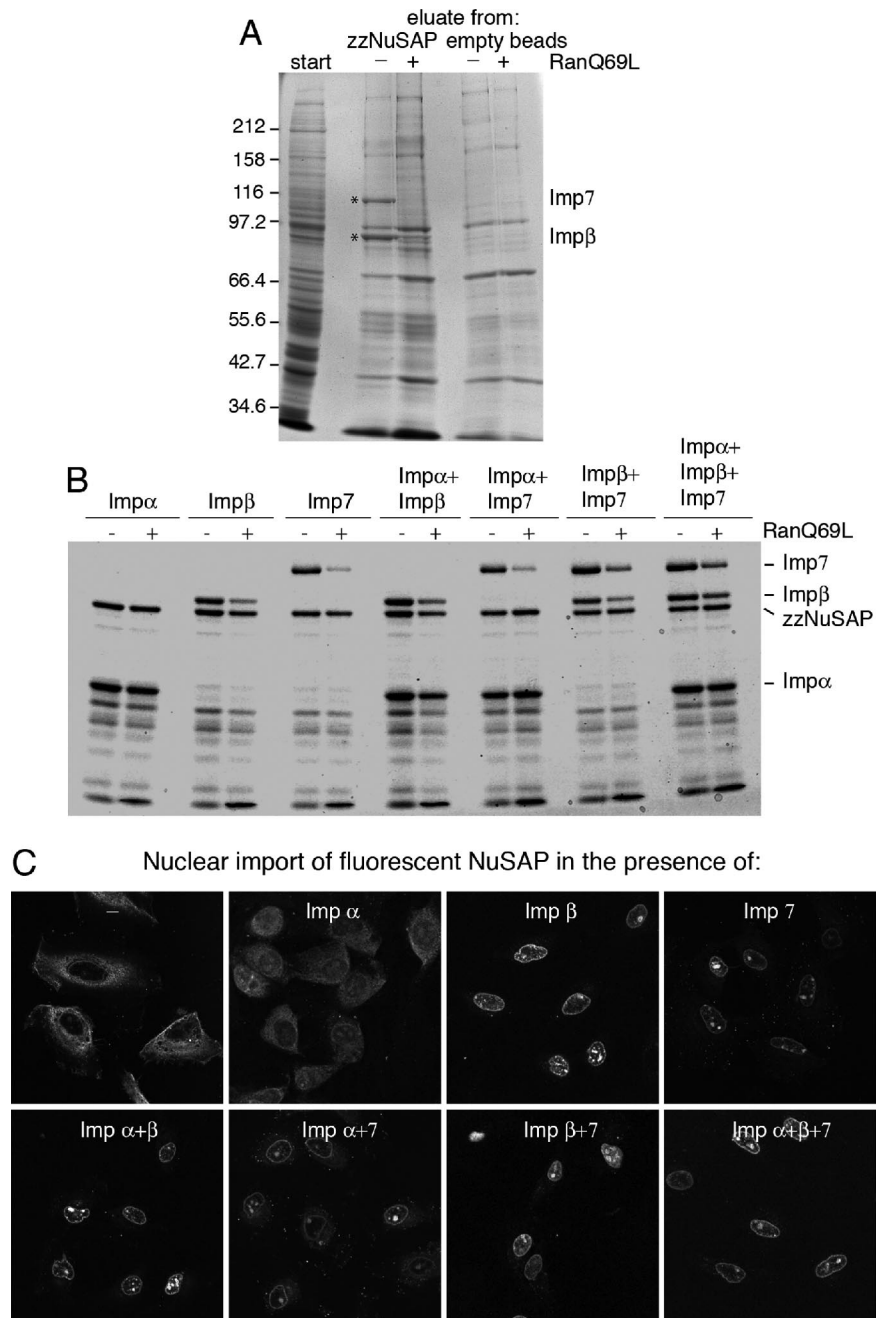 A
eluate from:
zzNuSAP empty beads
start – + – + RanQ69L
212
158
116
97.2
66.4
55.6
42.7
34.6
* Imp7
* Impβ
B
Impα
Impβ
Imp7
Impα+
Impβ
Impα+
Imp7
Impβ+
Imp7
Impα+
Impβ+
Imp7
- + - + - + - + - + - + - + RanQ69L
Imp7
Impβ
zzNuSAP
Impα
C Nuclear import of fluorescent NuSAP in the presence of:
– Imp α Imp β Imp 7
Imp α+β Imp α+7 Imp β+7 Imp α+β+7